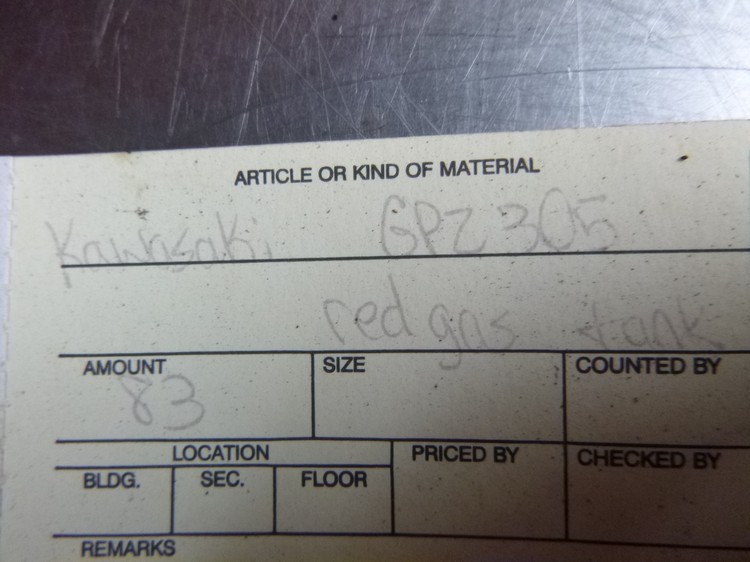 ARTICLE OR KIND OF MATERIAL
Kawasaki GPZ 305
red gas tank
AMOUNT SIZE COUNTED BY
83
LOCATION PRICED BY CHECKED BY
BLDG. SEC. FLOOR
REMARKS